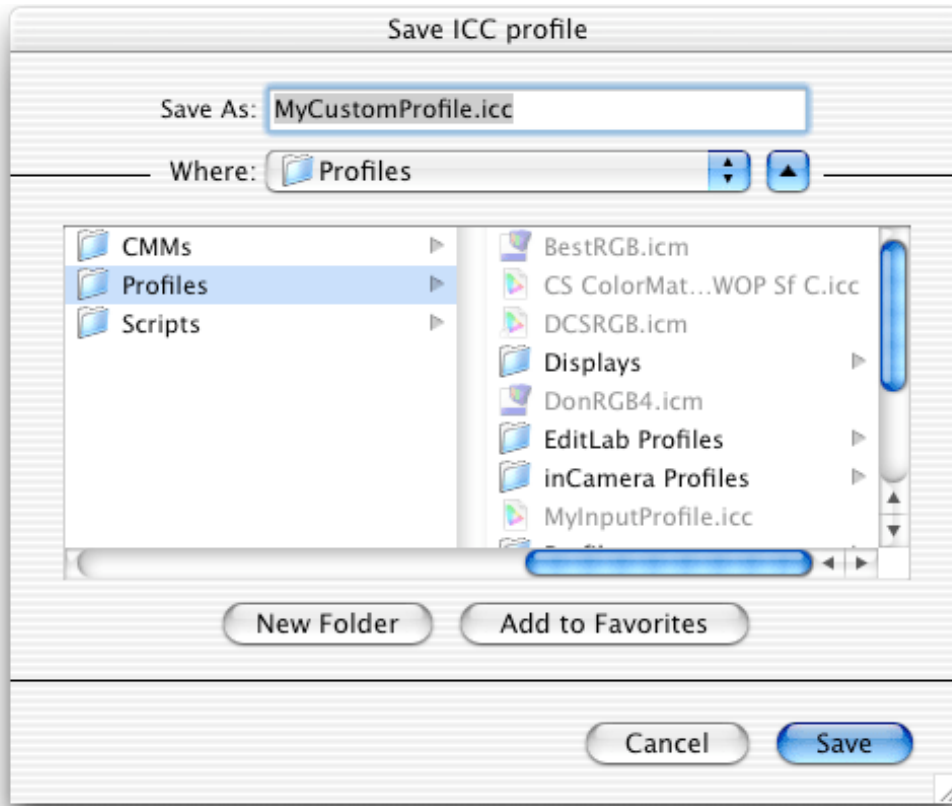 Save ICC profile
Save As: MyCustomProfile.icc
Where: Profiles
CMMs
Profiles
Scripts
BestRGB.icm
CS ColorMat...WOP Sf C.icc
DCSRGB.icm
Displays
DonRGB4.icm
EditLab Profiles
inCamera Profiles
MyInputProfile.icc
New Folder
Add to Favorites
Cancel
Save